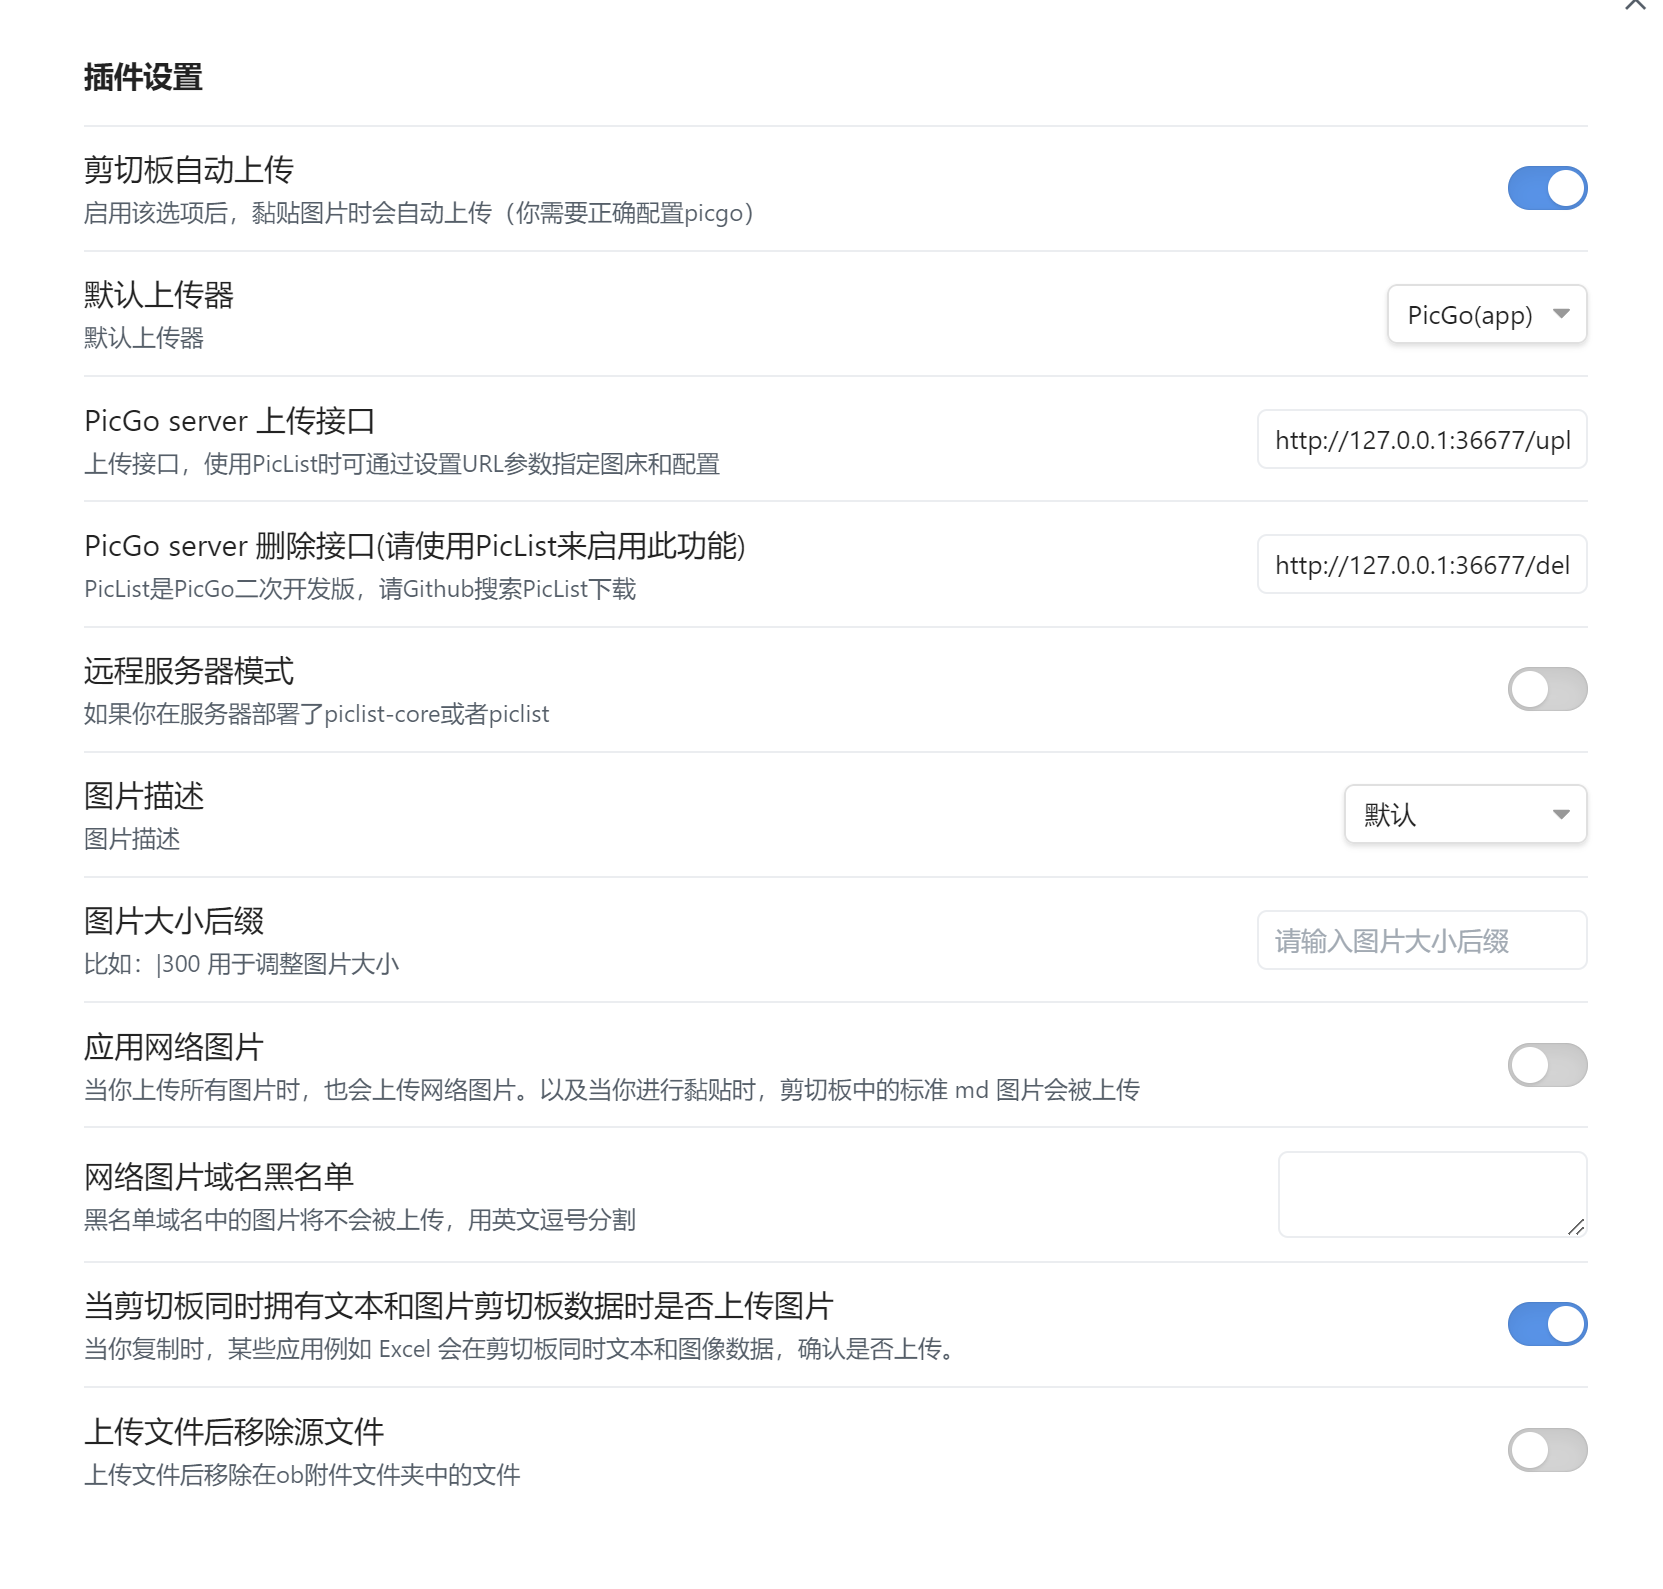 插件设置
剪切板自动上传
启用该选项后，黏贴图片时会自动上传（你需要正确配置picgo）
默认上传器
默认上传器
PicGo(app)
PicGo server 上传接口
上传接口，使用PicList时可通过设置URL参数指定图床和配置
http://127.0.0.1:36677/upl
PicGo server 删除接口(请使用PicList来启用此功能)
PicList是PicGo二次开发版，请Github搜索PicList下载
http://127.0.0.1:36677/del
远程服务器模式
如果你在服务器部署了piclist-core或者piclist
图片描述
图片描述
默认
图片大小后缀
比如：|300 用于调整图片大小
请输入图片大小后缀
应用网络图片
当你上传所有图片时，也会上传网络图片。以及当你进行黏贴时，剪切板中的标准 md 图片会被上传
网络图片域名黑名单
黑名单域名中的图片将不会被上传，用英文逗号分割
当剪切板同时拥有文本和图片剪切板数据时是否上传图片
当你复制时，某些应用例如 Excel 会在剪切板同时文本和图像数据，确认是否上传。
上传文件后移除源文件
上传文件后移除在ob附件文件夹中的文件